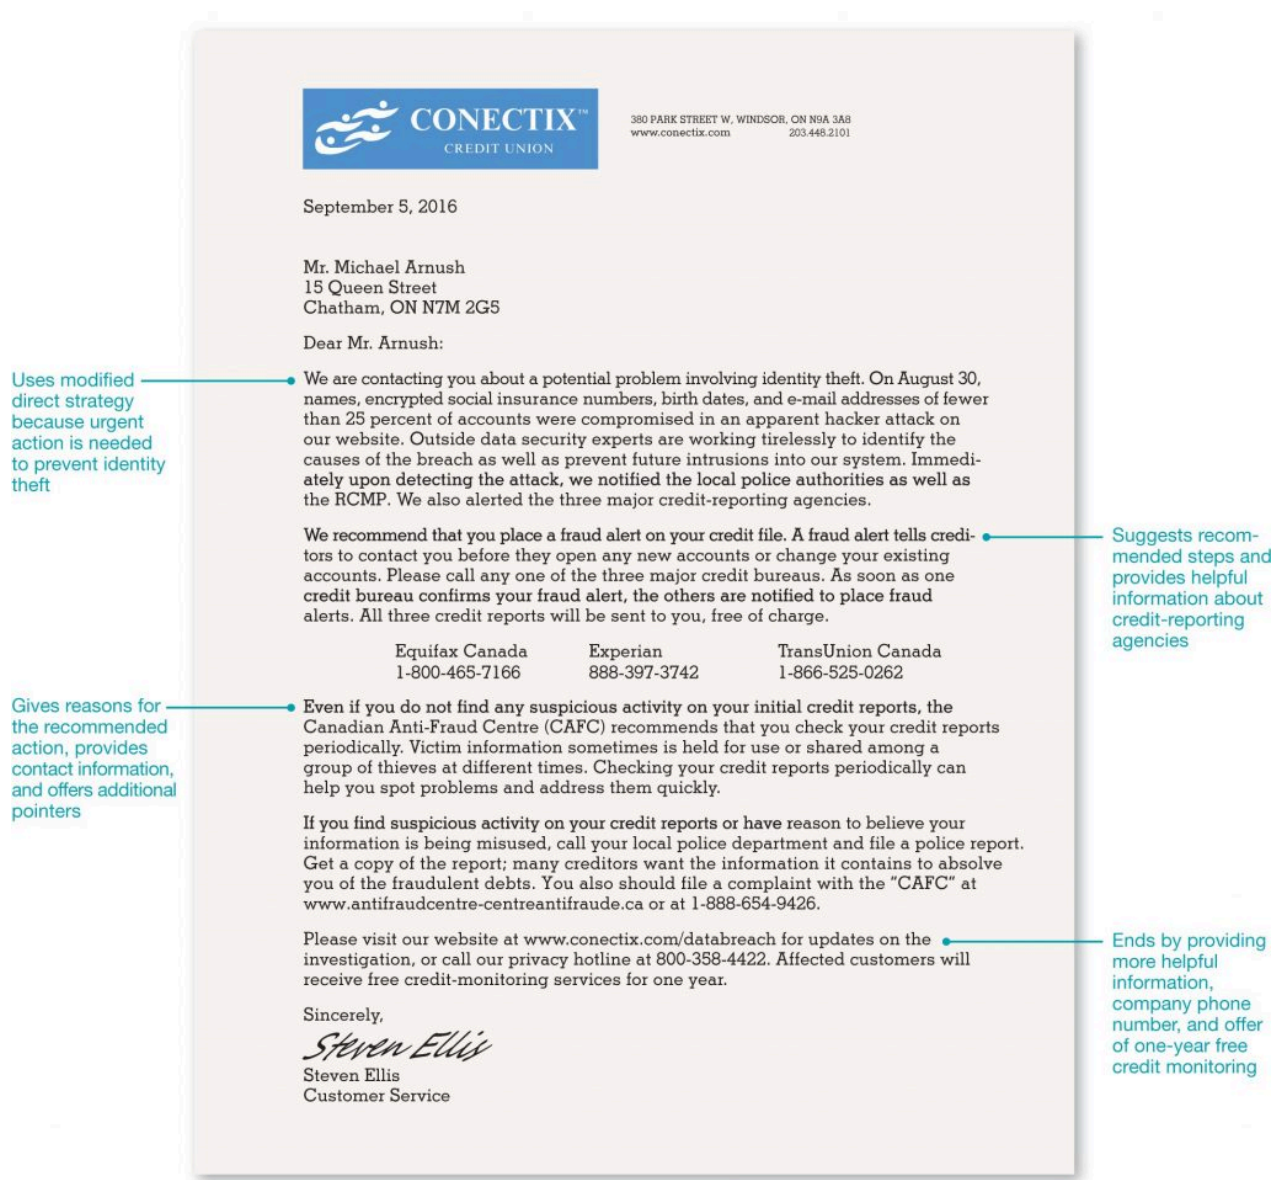 CONECTIX™
CREDIT UNION
380 PARK STREET W, WINDSOR, ON N9A 3A8
www.conectix.com 203.448.2101
September 5, 2016
Mr. Michael Arnush
15 Queen Street
Chatham, ON N7M 2G5
Dear Mr. Arnush:
Uses modified
direct strategy
because urgent
action is needed
to prevent identity
theft
We are contacting you about a potential problem involving identity theft. On August 30,
names, encrypted social insurance numbers, birth dates, and e-mail addresses of fewer
than 25 percent of accounts were compromised in an apparent hacker attack on
our website. Outside data security experts are working tirelessly to identify the
causes of the breach as well as prevent future intrusions into our system. Immedi-
ately upon detecting the attack, we notified the local police authorities as well as
the RCMP. We also alerted the three major credit-reporting agencies.
We recommend that you place a fraud alert on your credit file. A fraud alert tells credi-
tors to contact you before they open any new accounts or change your existing
accounts. Please call any one of the three major credit bureaus. As soon as one
credit bureau confirms your fraud alert, the others are notified to place fraud
alerts. All three credit reports will be sent to you, free of charge.
Suggests recom-
mended steps and
provides helpful
information about
credit-reporting
agencies
Equifax Canada Experian TransUnion Canada
1-800-465-7166 888-397-3742 1-866-525-0262
Gives reasons for
the recommended
action, provides
contact information,
and offers additional
pointers
Even if you do not find any suspicious activity on your initial credit reports, the
Canadian Anti-Fraud Centre (CAFC) recommends that you check your credit reports
periodically. Victim information sometimes is held for use or shared among a
group of thieves at different times. Checking your credit reports periodically can
help you spot problems and address them quickly.
If you find suspicious activity on your credit reports or have reason to believe your
information is being misused, call your local police department and file a police report.
Get a copy of the report; many creditors want the information it contains to absolve
you of the fraudulent debts. You also should file a complaint with the “CAFC” at
www.antifraudcentre-centreantifraude.ca or at 1-888-654-9426.
Please visit our website at www.conectix.com/databreach for updates on the
investigation, or call our privacy hotline at 800-358-4422. Affected customers will
receive free credit-monitoring services for one year.
Ends by providing
more helpful
information,
company phone
number, and offer
of one-year free
credit monitoring
Sincerely,
Steven Ellis
Steven Ellis
Customer Service